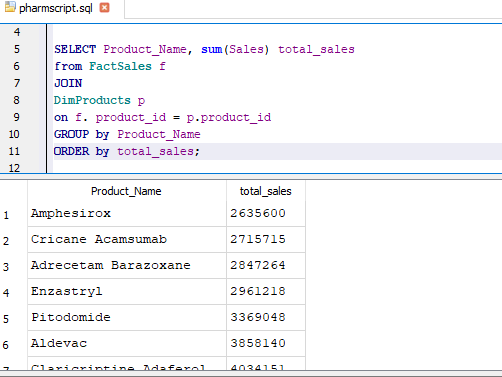 pharmscript.sql
4
5 SELECT Product_Name, sum(Sales) total_sales
6 from FactSales f
7 JOIN
8 DimProducts p
9 on f. product_id = p.product_id
10 GROUP by Product_Name
11 ORDER by total_sales;
12
Product_Name total_sales
1 Amphesirox 2635600
2 Cricane Acamsumab 2715715
3 Adrecetam Barazoxane 2847264
4 Enzastryl 2961218
5 Pitodomide 3369048
6 Aldevac 3858140
7 Claricriptine Adaferol 4034151